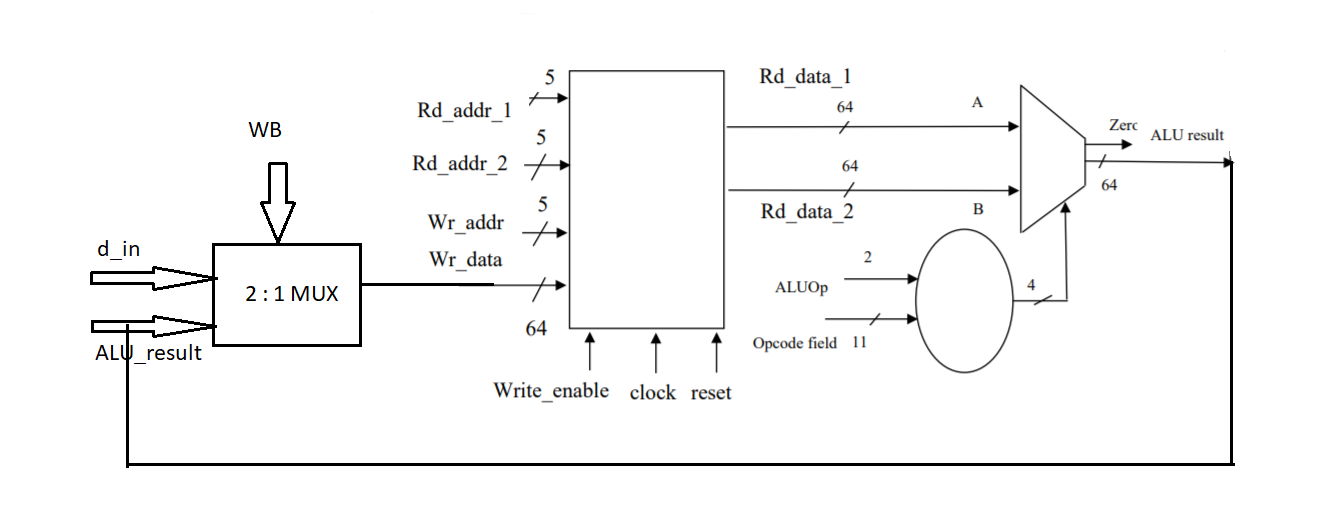 WB
d_in
2 : 1 MUX
ALU_result
5
Rd_addr_1
5
Rd_addr_2
5
Wr_addr
Wr_data
64
Write_enable
clock
reset
Rd_data_1
64
A
64
Rd_data_2
B
2
ALUOp
Opcode field 11
4
Zero
ALU result
64